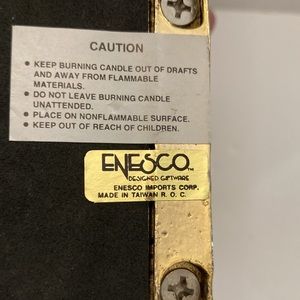 CAUTION
● KEEP BURNING CANDLE OUT OF DRAFTS
AND AWAY FROM FLAMMABLE
MATERIALS.
● DO NOT LEAVE BURNING CANDLE
UNATTENDED.
● PLACE ON NONFLAMMABLE SURFACE.
● KEEP OUT OF REACH OF CHILDREN.
ENESCO™
DESIGNED GIFTWARE
ENESCO IMPORTS CORP.
MADE IN TAIWAN R. O. C.